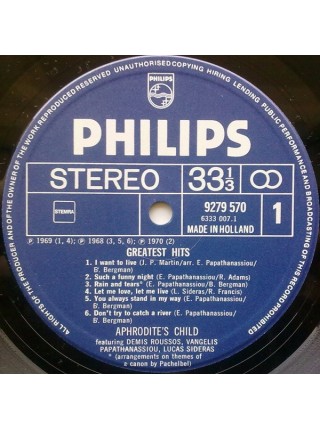 UNAUTHORISED COPYING HIRING LENDING PUBLIC PERFORMANCE AND BROADCASTING OF THIS RECORD PROHIBITED
ALL RIGHTS OF THE MANUFACTURER AND OF THE OWNER OF THE WORK REPRODUCED RESERVED
PHILIPS
PHILIPS
STEREO
33 1/3
STEMRA
9279 570
6333 007.1
MADE IN HOLLAND
1
℗ 1969 (1, 4); ℗ 1968 (3, 5, 6); ℗ 1970 (2)
GREATEST HITS
1. I want to live (J. P. Martin/arr. E. Papathanassiou/
B. Bergman)
2. Such a funny night (E. Papathanassiou/R. Adams)
3. Rain and tears* (E. Papathanassiou/B. Bergman)
4. Let me love, let me live (L. Sideras/R. Francis)
5. You always stand in my way (E. Papathanassiou/
B. Bergman)
6. Don't try to catch a river (E. Papathanassiou/
B. Bergman)
APHRODITE'S CHILD
featuring DEMIS ROUSSOS, VANGELIS
PAPATHANASSIOU, LUCAS SIDERAS
* (arrangements on themes of
a canon by Pachelbel)